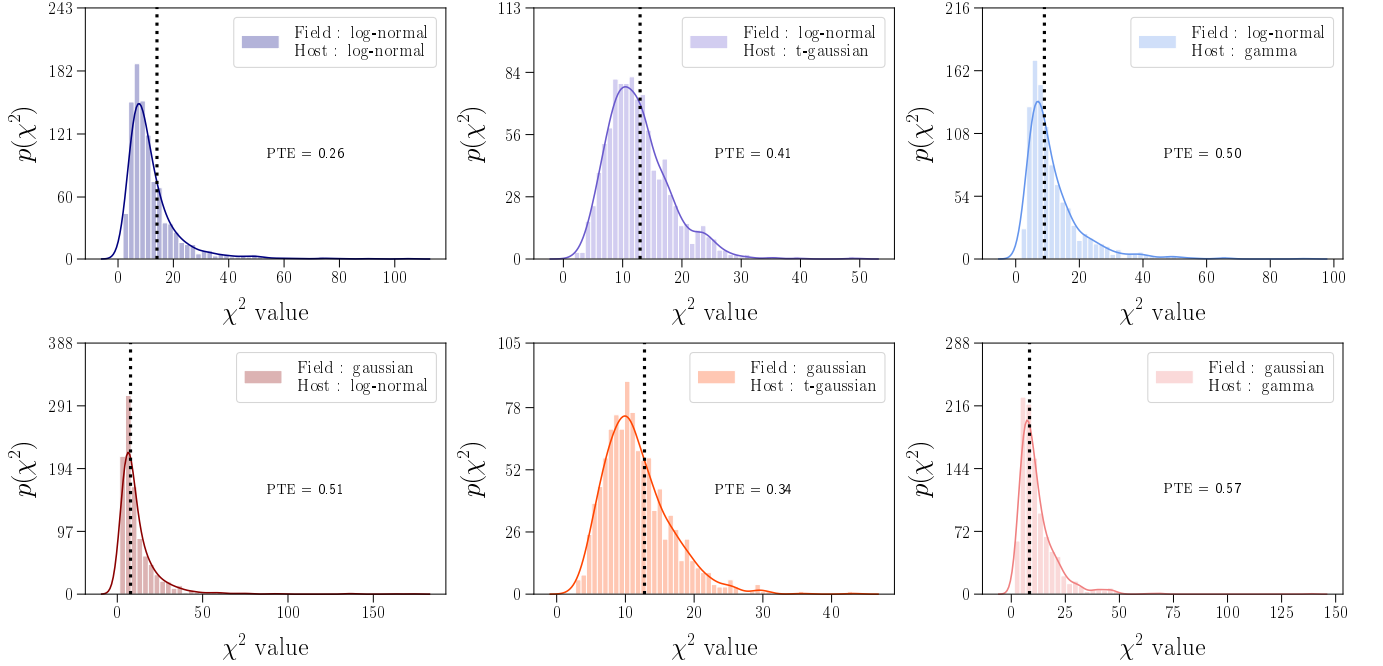 243
182
121
60
0
p(χ²)
Field : log-normal
Host : log-normal
PTE = 0.26
0 20 40 60 80 100
χ² value
113
84
56
28
0
p(χ²)
Field : log-normal
Host : t-gaussian
PTE = 0.41
0 10 20 30 40 50
χ² value
216
162
108
54
0
p(χ²)
Field : log-normal
Host : gamma
PTE = 0.50
0 20 40 60 80 100
χ² value
388
291
194
97
0
p(χ²)
Field : gaussian
Host : log-normal
PTE = 0.51
0 50 100 150
χ² value
105
78
52
26
0
p(χ²)
Field : gaussian
Host : t-gaussian
PTE = 0.34
0 10 20 30 40
χ² value
288
216
144
72
0
p(χ²)
Field : gaussian
Host : gamma
PTE = 0.57
0 25 50 75 100 125 150
χ² value